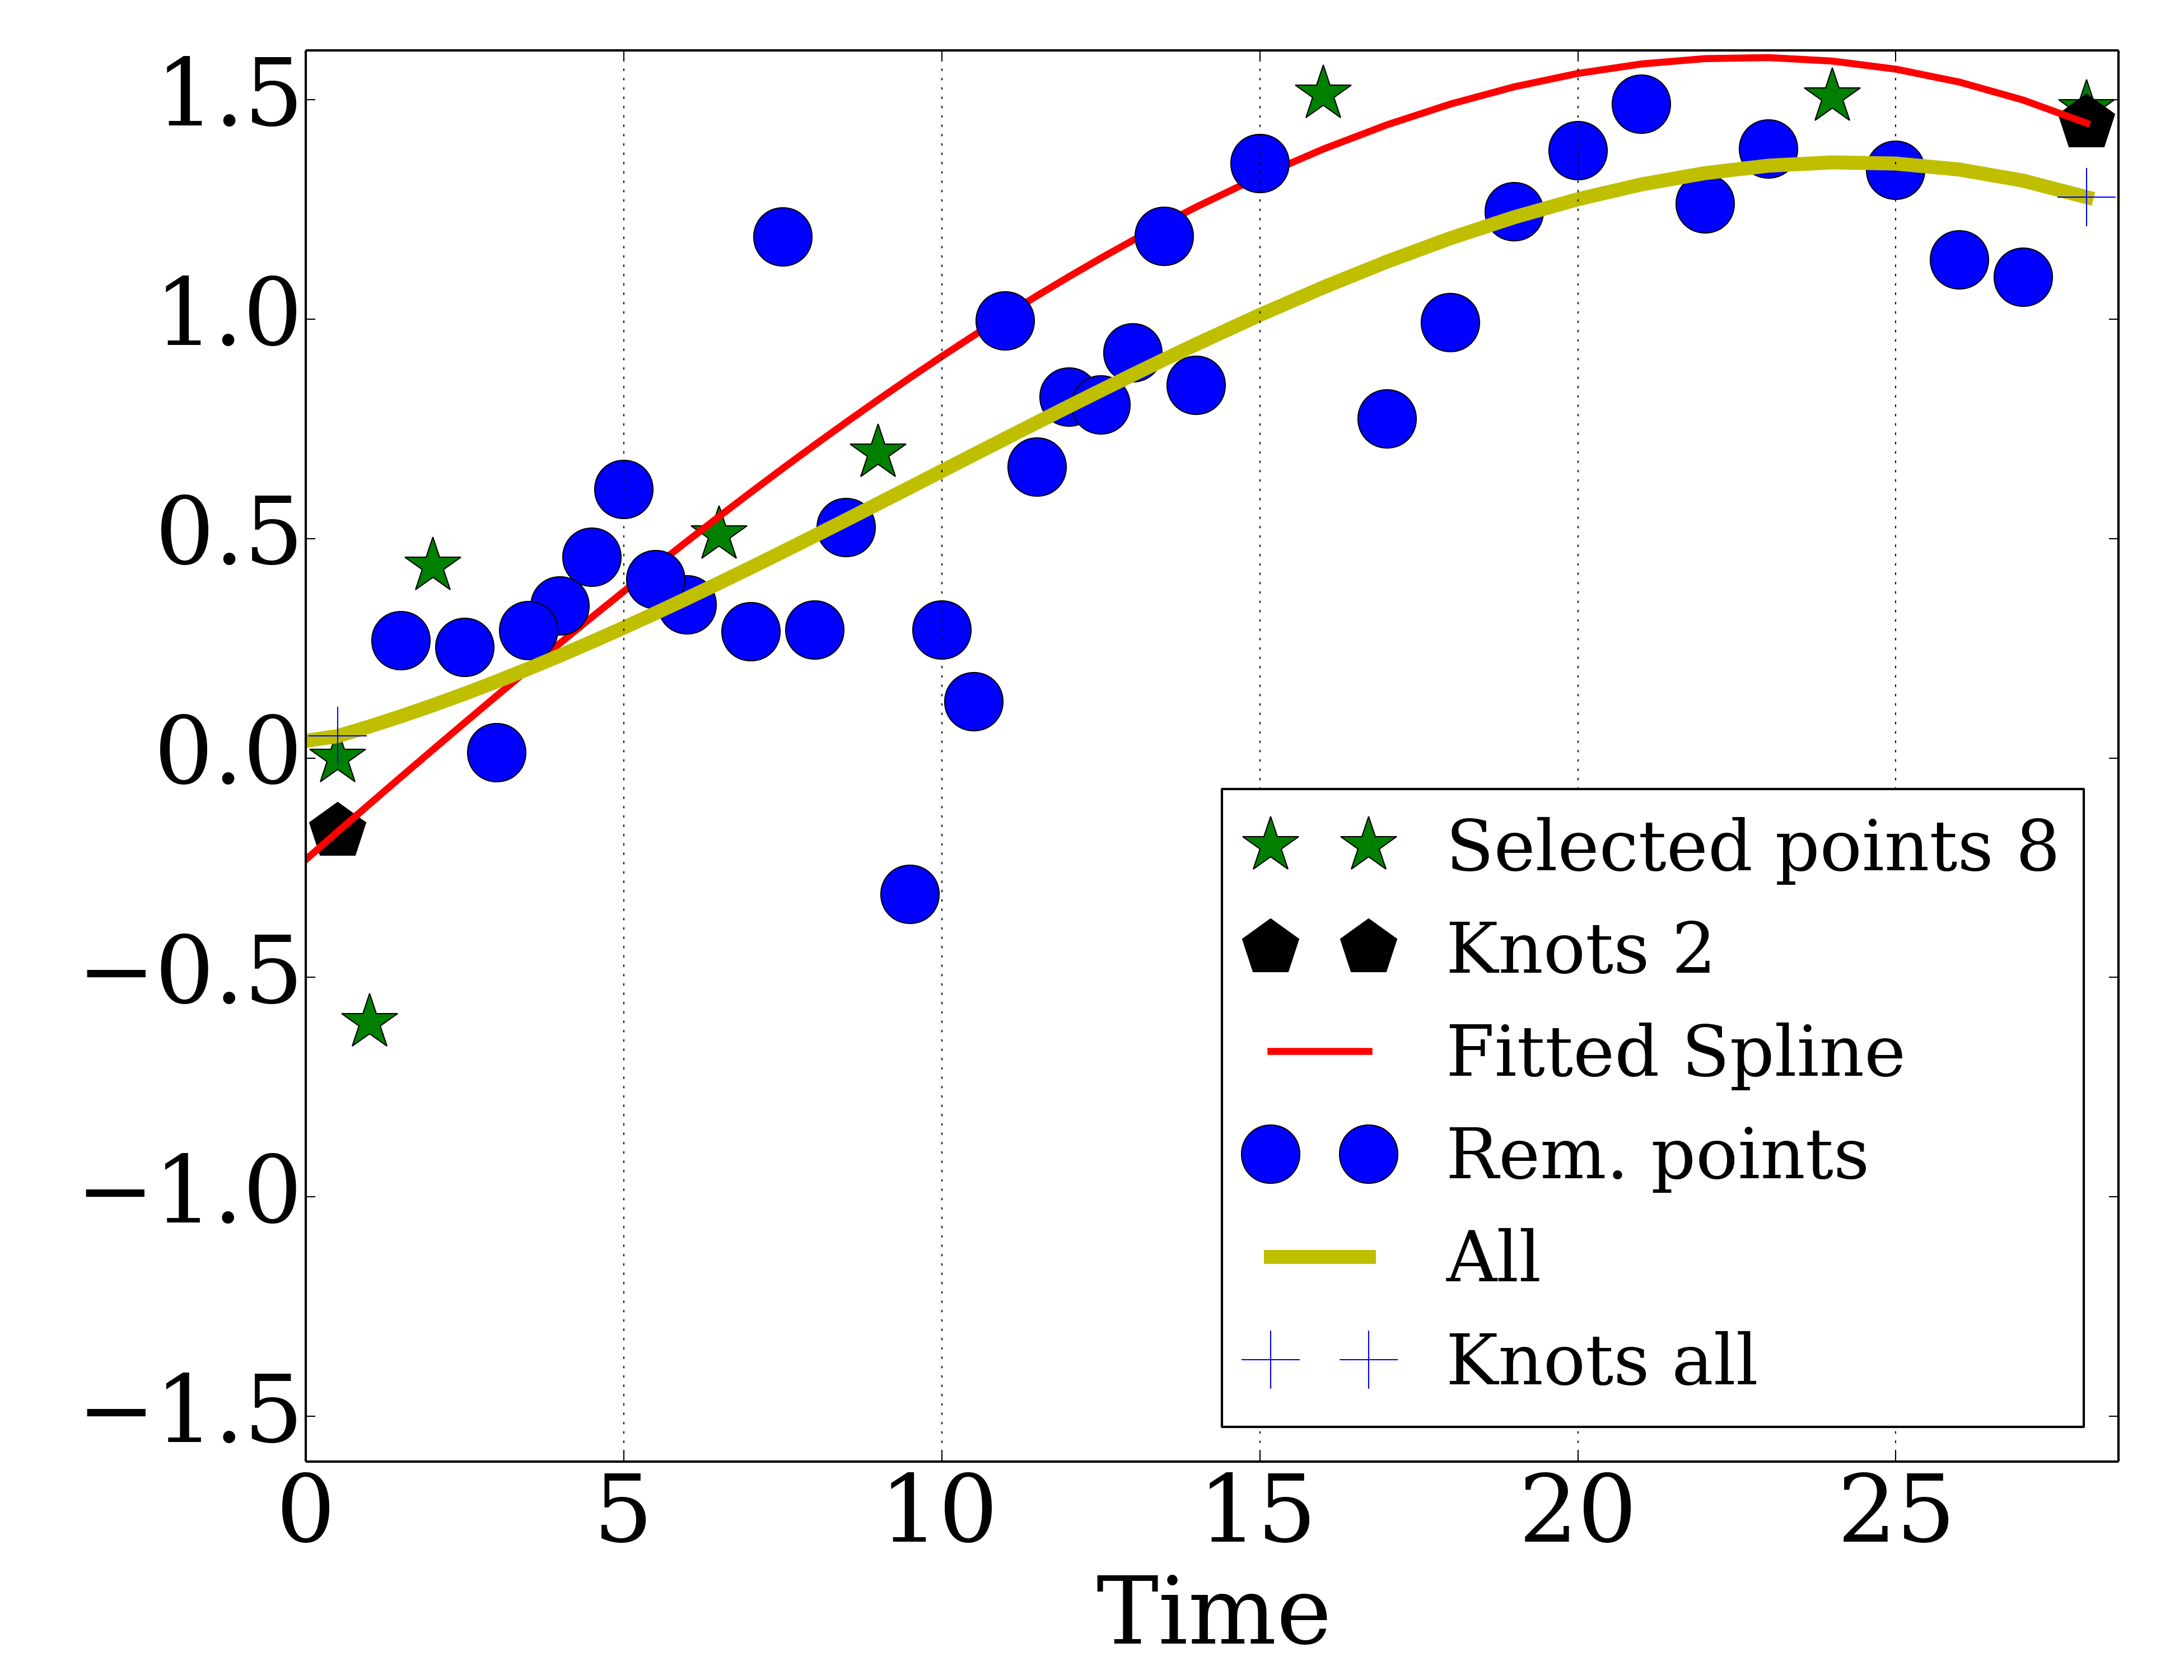 1.5
1.0
0.5
0.0
−0.5
−1.0
−1.5
Selected points 8
Knots 2
Fitted Spline
Rem. points
All
Knots all
0 5 10 15 20 25
Time